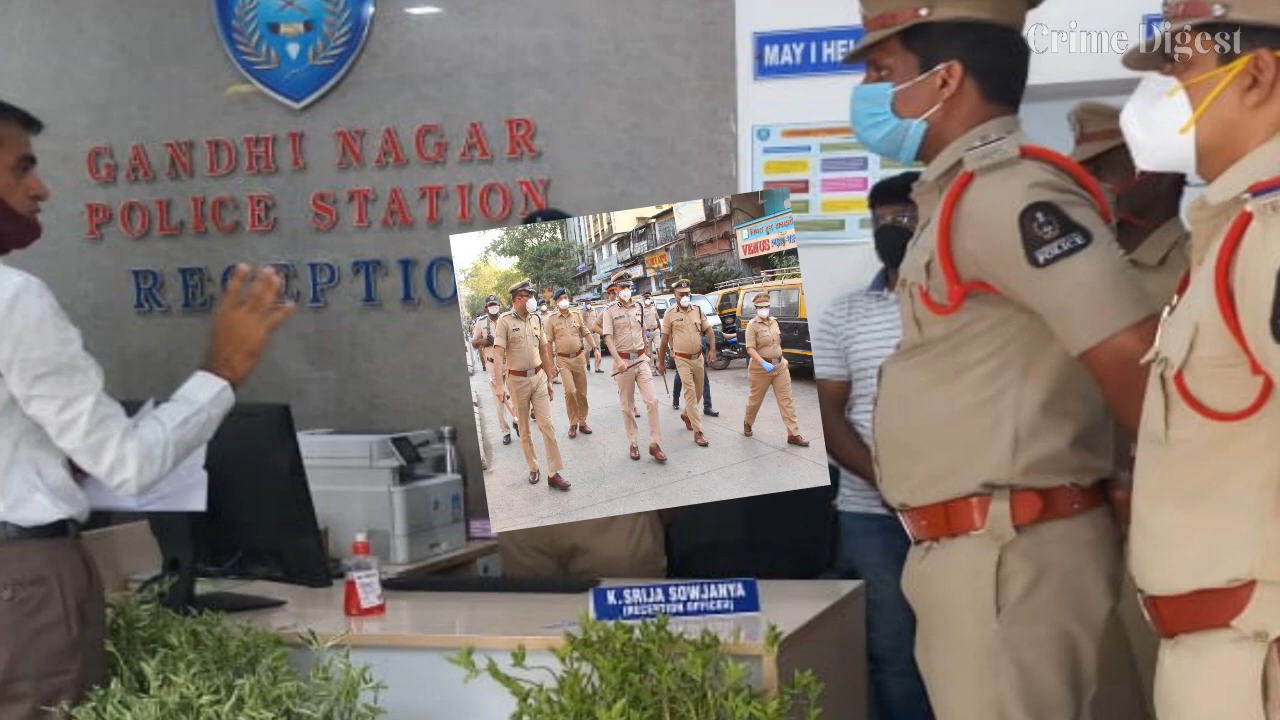 Crime Digest
MAY I HEL
GANDHI NAGAR
POLICE STATION
RECEPTIO
VENUS
POLICE
K. SRIJA SOWJANYA
(RECEPTION OFFICER)